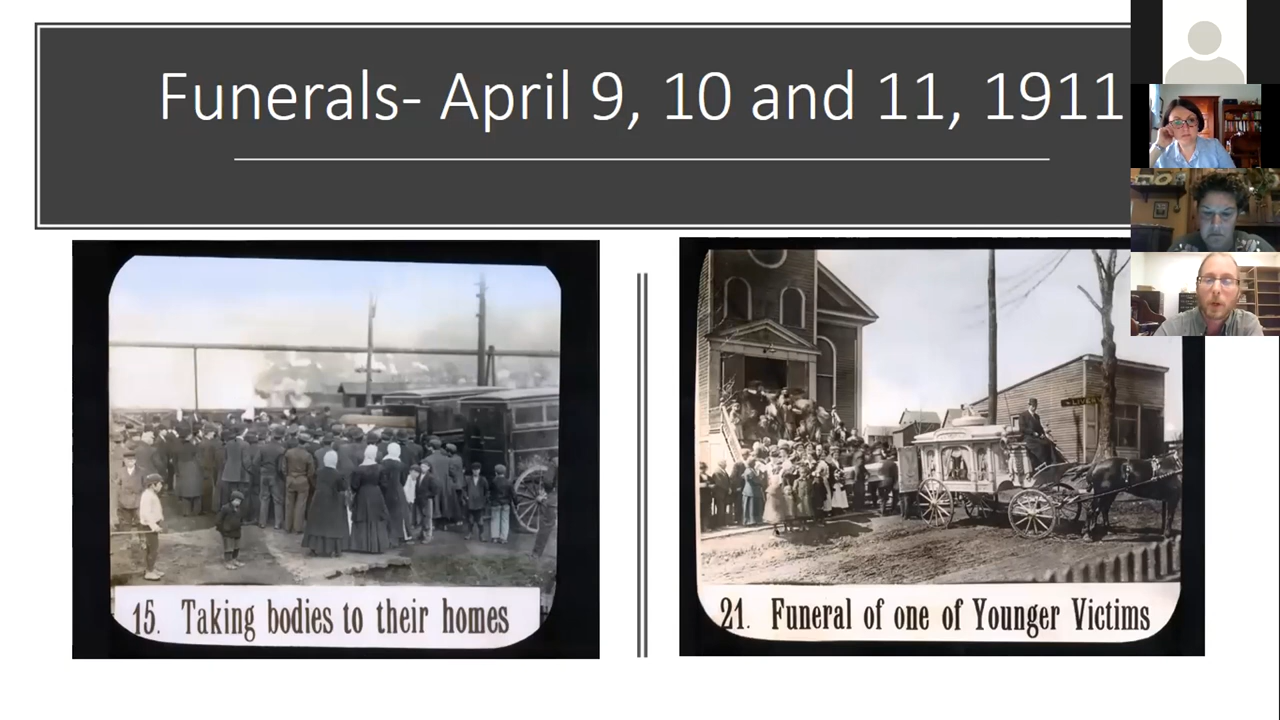 Funerals- April 9, 10 and 11, 1911
15. Taking bodies to their homes
21. Funeral of one of Younger Victims